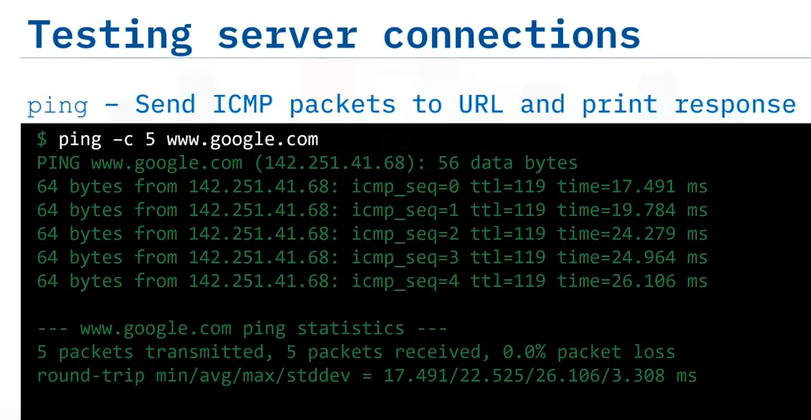 Testing server connections
ping – Send ICMP packets to URL and print response
$ ping –c 5 www.google.com
PING www.google.com (142.251.41.68): 56 data bytes
64 bytes from 142.251.41.68: icmp_seq=0 ttl=119 time=17.491 ms
64 bytes from 142.251.41.68: icmp_seq=1 ttl=119 time=19.784 ms
64 bytes from 142.251.41.68: icmp_seq=2 ttl=119 time=24.279 ms
64 bytes from 142.251.41.68: icmp_seq=3 ttl=119 time=24.964 ms
64 bytes from 142.251.41.68: icmp_seq=4 ttl=119 time=26.106 ms
--- www.google.com ping statistics ---
5 packets transmitted, 5 packets received, 0.0% packet loss
round-trip min/avg/max/stddev = 17.491/22.525/26.106/3.308 ms